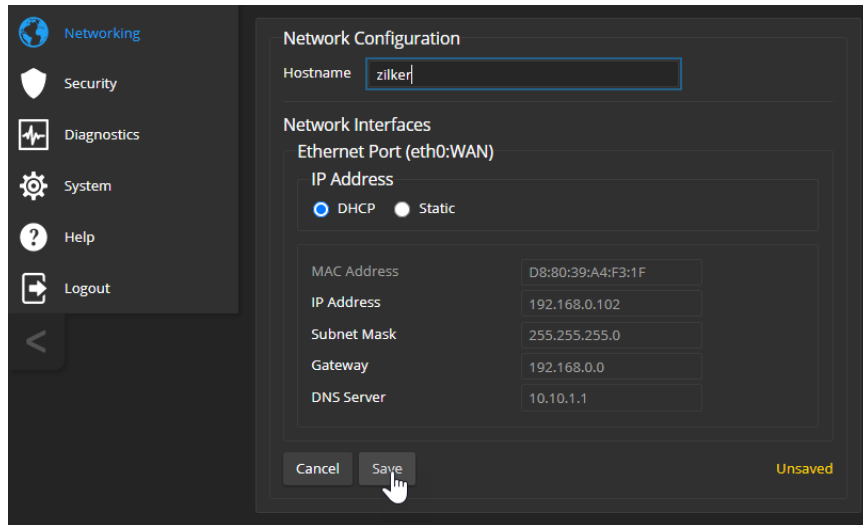 Networking
Security
Diagnostics
System
Help
Logout
<
Network Configuration
Hostname zilker
Network Interfaces
Ethernet Port (eth0:WAN)
IP Address
DHCP Static
MAC Address D8:80:39:A4:F3:1F
IP Address 192.168.0.102
Subnet Mask 255.255.255.0
Gateway 192.168.0.0
DNS Server 10.10.1.1
Cancel Save Unsaved